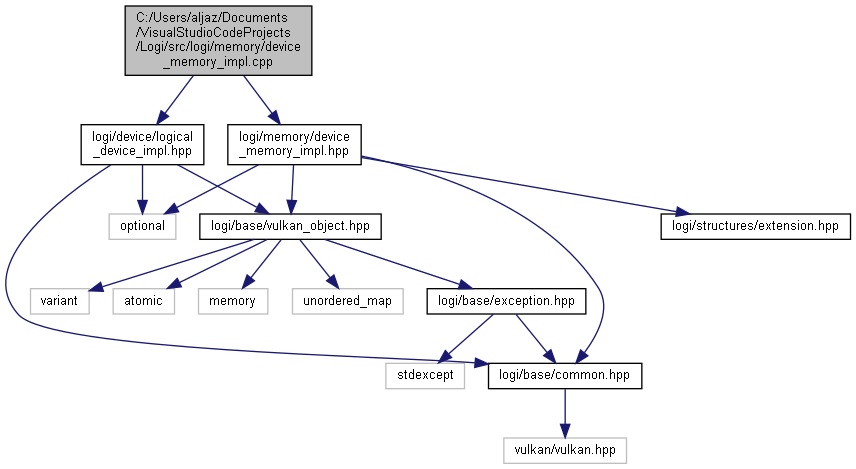 C:/Users/aljaz/Documents
/VisualStudioCodeProjects
/Logi/src/logi/memory/device
_memory_impl.cpp
logi/device/logical
_device_impl.hpp
logi/memory/device
_memory_impl.hpp
optional
logi/base/vulkan_object.hpp
logi/structures/extension.hpp
variant
atomic
memory
unordered_map
logi/base/exception.hpp
stdexcept
logi/base/common.hpp
vulkan/vulkan.hpp